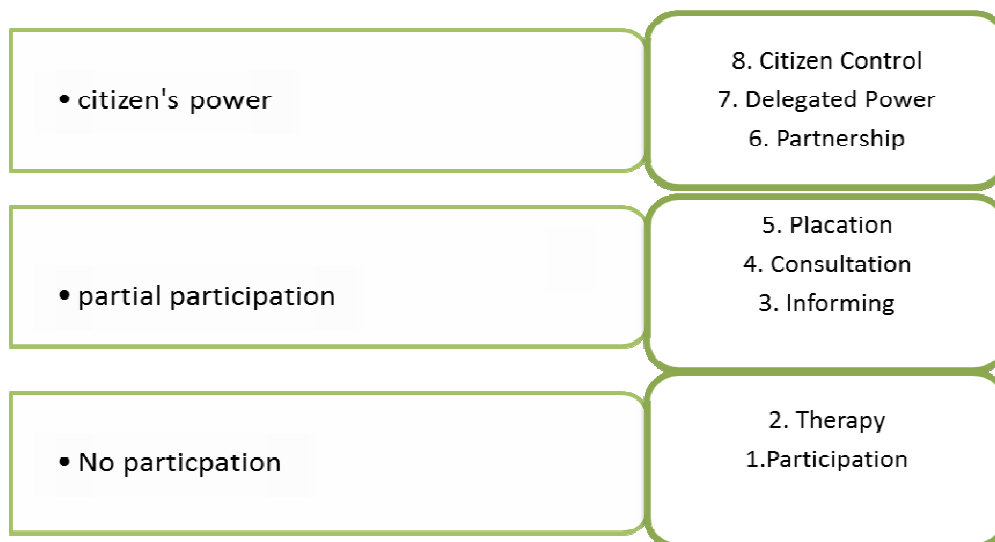 • citizen's power
8. Citizen Control
7. Delegated Power
6. Partnership
• partial participation
5. Placation
4. Consultation
3. Informing
• No particpation
2. Therapy
1.Participation